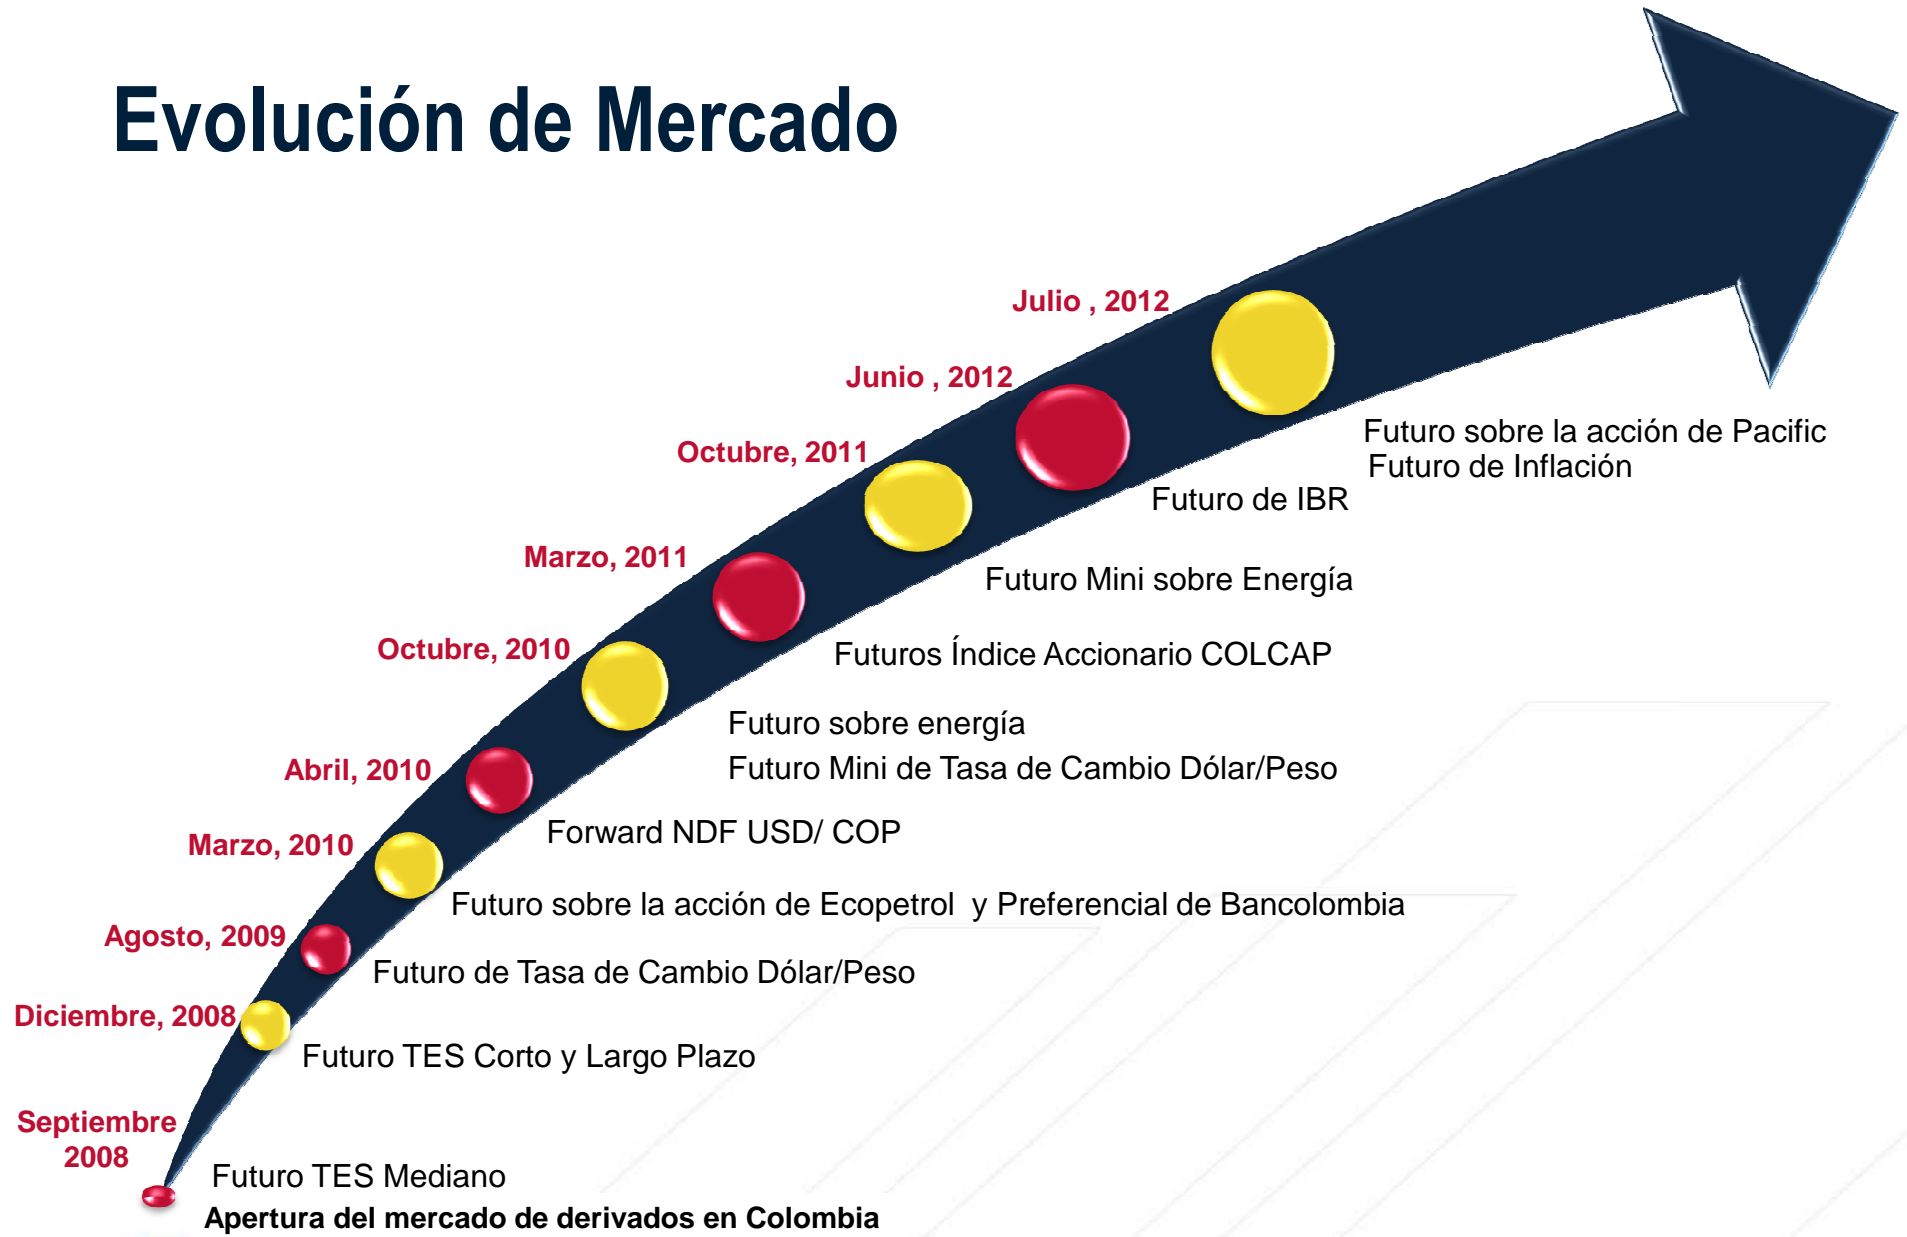 Evolución de Mercado
Julio , 2012
Futuro sobre la acción de Pacific
Futuro de Inflación
Junio , 2012
Futuro de IBR
Octubre, 2011
Futuro Mini sobre Energía
Marzo, 2011
Futuros Índice Accionario COLCAP
Octubre, 2010
Futuro sobre energía
Futuro Mini de Tasa de Cambio Dólar/Peso
Abril, 2010
Forward NDF USD/ COP
Marzo, 2010
Futuro sobre la acción de Ecopetrol y Preferencial de Bancolombia
Agosto, 2009
Futuro de Tasa de Cambio Dólar/Peso
Diciembre, 2008
Futuro TES Corto y Largo Plazo
Septiembre
2008
Futuro TES Mediano
Apertura del mercado de derivados en Colombia